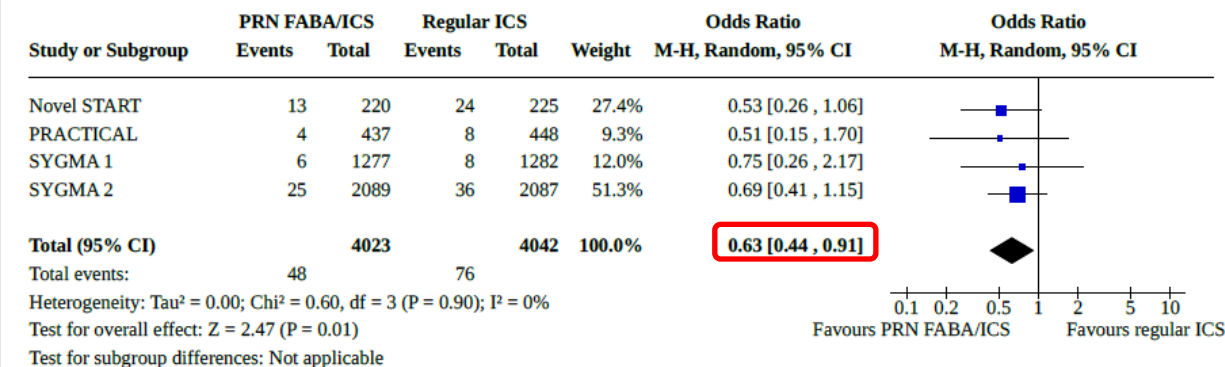 PRN FABA/ICS Regular ICS Odds Ratio Odds Ratio
Study or Subgroup Events Total Events Total Weight M-H, Random, 95% CI M-H, Random, 95% CI
Novel START 13 220 24 225 27.4% 0.53 [0.26 , 1.06]
PRACTICAL 4 437 8 448 9.3% 0.51 [0.15 , 1.70]
SYGMA 1 6 1277 8 1282 12.0% 0.75 [0.26 , 2.17]
SYGMA 2 25 2089 36 2087 51.3% 0.69 [0.41 , 1.15]
Total (95% CI) 4023 4042 100.0% 0.63 [0.44 , 0.91]
Total events: 48 76
Heterogeneity: Tau² = 0.00; Chi² = 0.60, df = 3 (P = 0.90); I² = 0%
0.1 0.2 0.5 1 2 5 10
Test for overall effect: Z = 2.47 (P = 0.01) Favours PRN FABA/ICS Favours regular ICS
Test for subgroup differences: Not applicable